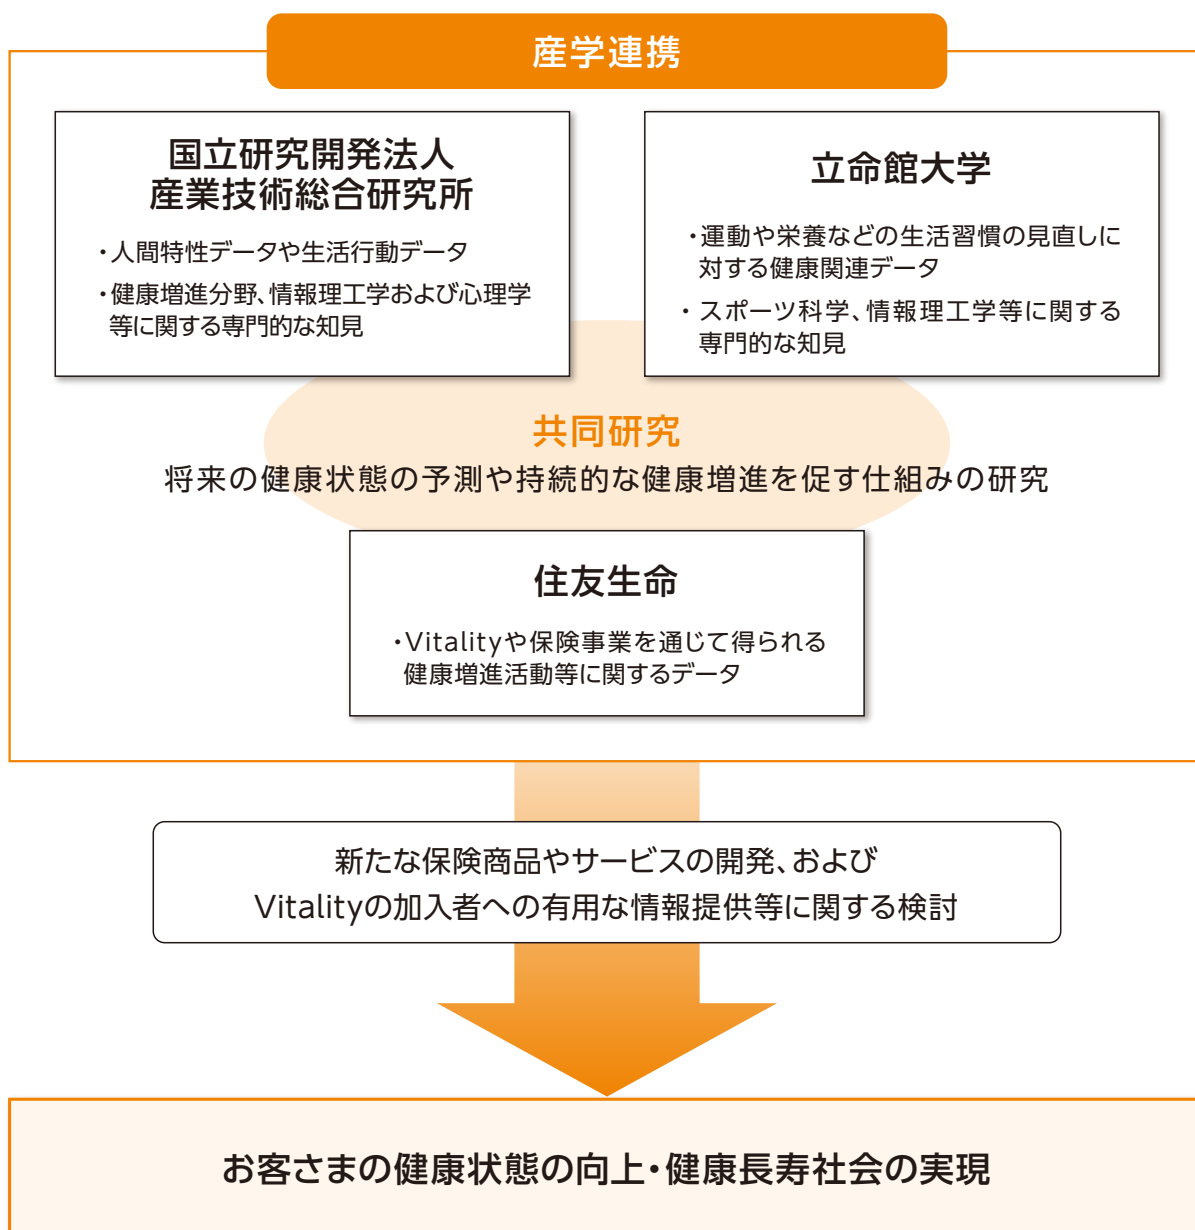 産学連携
国立研究開発法人
産業技術総合研究所
・人間特性データや生活行動データ
・健康増進分野、情報理工学および心理学
等に関する専門的な知見
立命館大学
・運動や栄養などの生活習慣の見直しに
対する健康関連データ
・スポーツ科学、情報理工学等に関する
専門的な知見
共同研究
将来の健康状態の予測や持続的な健康増進を促す仕組みの研究
住友生命
・Vitalityや保険事業を通じて得られる
健康増進活動等に関するデータ
新たな保険商品やサービスの開発、および
Vitalityの加入者への有用な情報提供等に関する検討
お客さまの健康状態の向上・健康長寿社会の実現